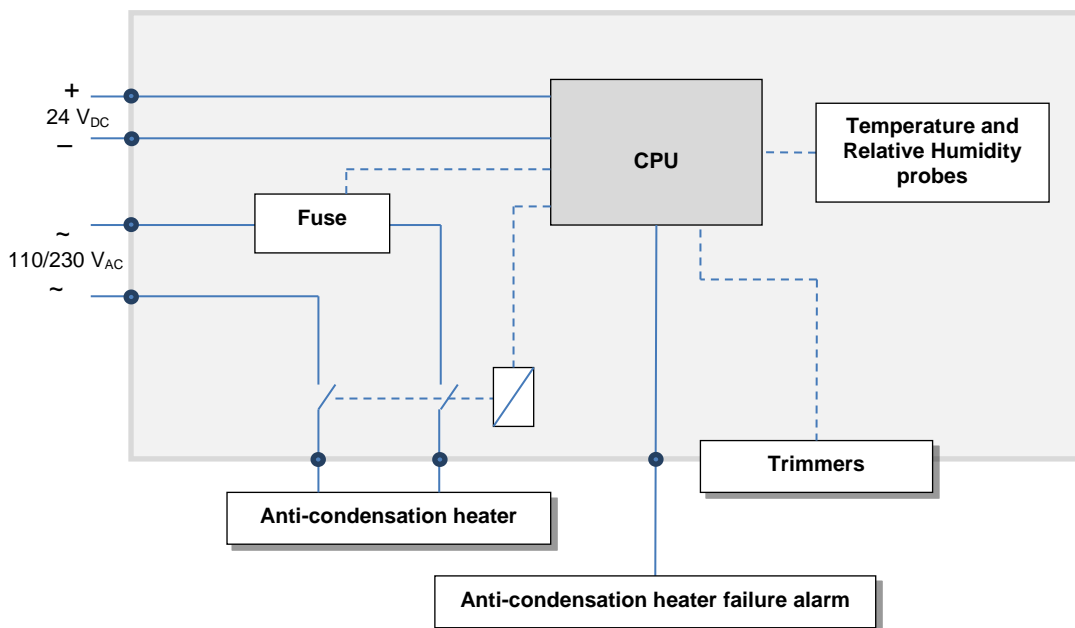 +
24 VDC
–
CPU
Temperature and
Relative Humidity
probes
Fuse
~
110/230 VAC
~
Trimmers
Anti-condensation heater
Anti-condensation heater failure alarm